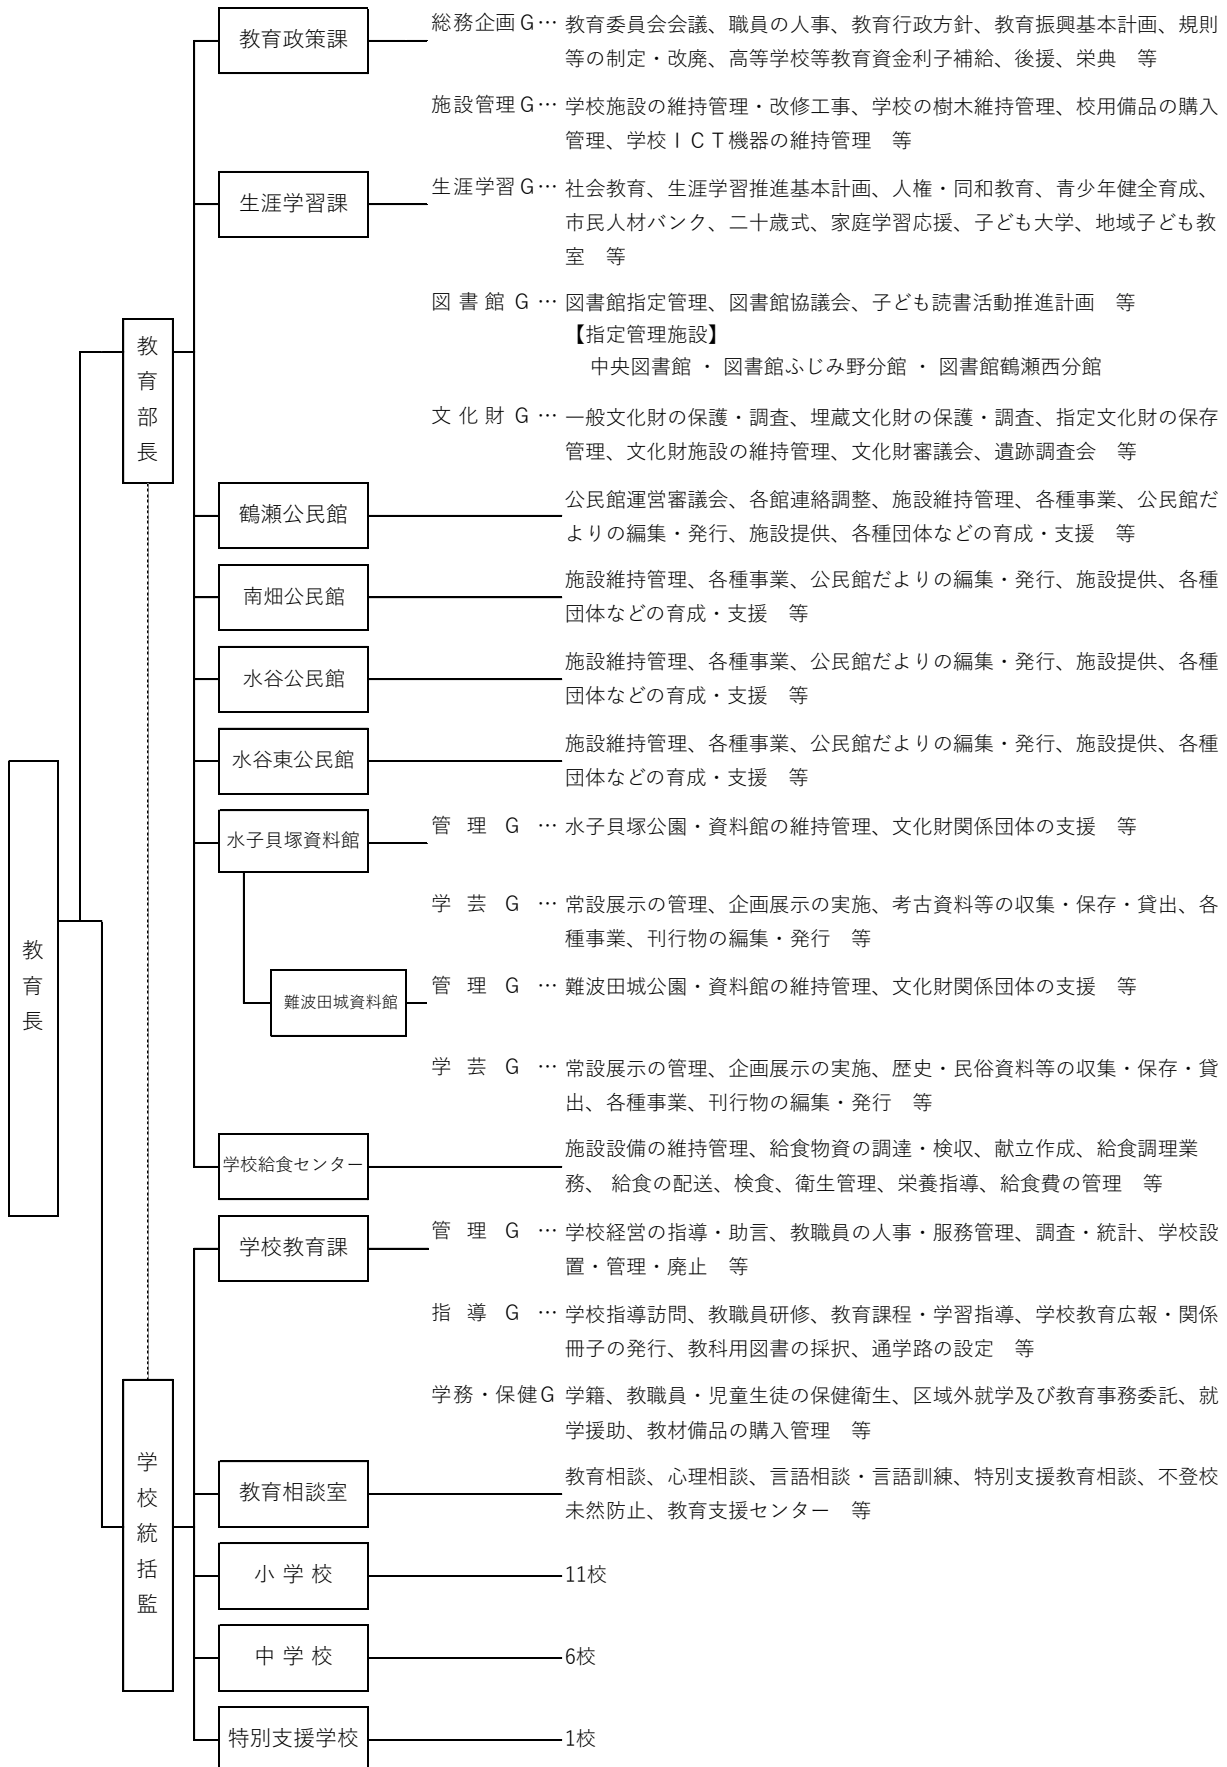 教育政策課
総務企画G… 教育委員会会議、職員の人事、教育行政方針、教育振興基本計画、規則
等の制定・改廃、高等学校等教育資金利子補給、後援、栄典　等
施設管理G… 学校施設の維持管理・改修工事、学校の樹木維持管理、校用備品の購入
管理、学校ＩＣＴ機器の維持管理　等
生涯学習課
生涯学習G… 社会教育、生涯学習推進基本計画、人権・同和教育、青少年健全育成、
市民人材バンク、二十歳式、家庭学習応援、子ども大学、地域子ども教
室　等
図書館G… 図書館指定管理、図書館協議会、子ども読書活動推進計画　等
【指定管理施設】
中央図書館 ・ 図書館ふじみ野分館 ・ 図書館鶴瀬西分館
文化財G… 一般文化財の保護・調査、埋蔵文化財の保護・調査、指定文化財の保存
管理、文化財施設の維持管理、文化財審議会、遺跡調査会　等
教育部長
鶴瀬公民館
公民館運営審議会、各館連絡調整、施設維持管理、各種事業、公民館だ
よりの編集・発行、施設提供、各種団体などの育成・支援　等
南畑公民館
施設維持管理、各種事業、公民館だよりの編集・発行、施設提供、各種
団体などの育成・支援　等
水谷公民館
施設維持管理、各種事業、公民館だよりの編集・発行、施設提供、各種
団体などの育成・支援　等
水谷東公民館
施設維持管理、各種事業、公民館だよりの編集・発行、施設提供、各種
団体などの育成・支援　等
水子貝塚資料館
管理G… 水子貝塚公園・資料館の維持管理、文化財関係団体の支援　等
学芸G… 常設展示の管理、企画展示の実施、考古資料等の収集・保存・貸出、各
種事業、刊行物の編集・発行　等
教育長
難波田城資料館
管理G… 難波田城公園・資料館の維持管理、文化財関係団体の支援　等
学芸G… 常設展示の管理、企画展示の実施、歴史・民俗資料等の収集・保存・貸
出、各種事業、刊行物の編集・発行　等
学校給食センター
施設設備の維持管理、給食物資の調達・検収、献立作成、給食調理業
務、 給食の配送、検食、衛生管理、栄養指導、給食費の管理　等
学校教育課
管理G… 学校経営の指導・助言、教職員の人事・服務管理、調査・統計、学校設
置・管理・廃止　等
指導G… 学校指導訪問、教職員研修、教育課程・学習指導、学校教育広報・関係
冊子の発行、教科用図書の採択、通学路の設定　等
学務・保健G 学籍、教職員・児童生徒の保健衛生、区域外就学及び教育事務委託、就
学援助、教材備品の購入管理　等
学校統括監
教育相談室
教育相談、心理相談、言語相談・言語訓練、特別支援教育相談、不登校
未然防止、教育支援センター　等
小学校
11校
中学校
6校
特別支援学校
1校